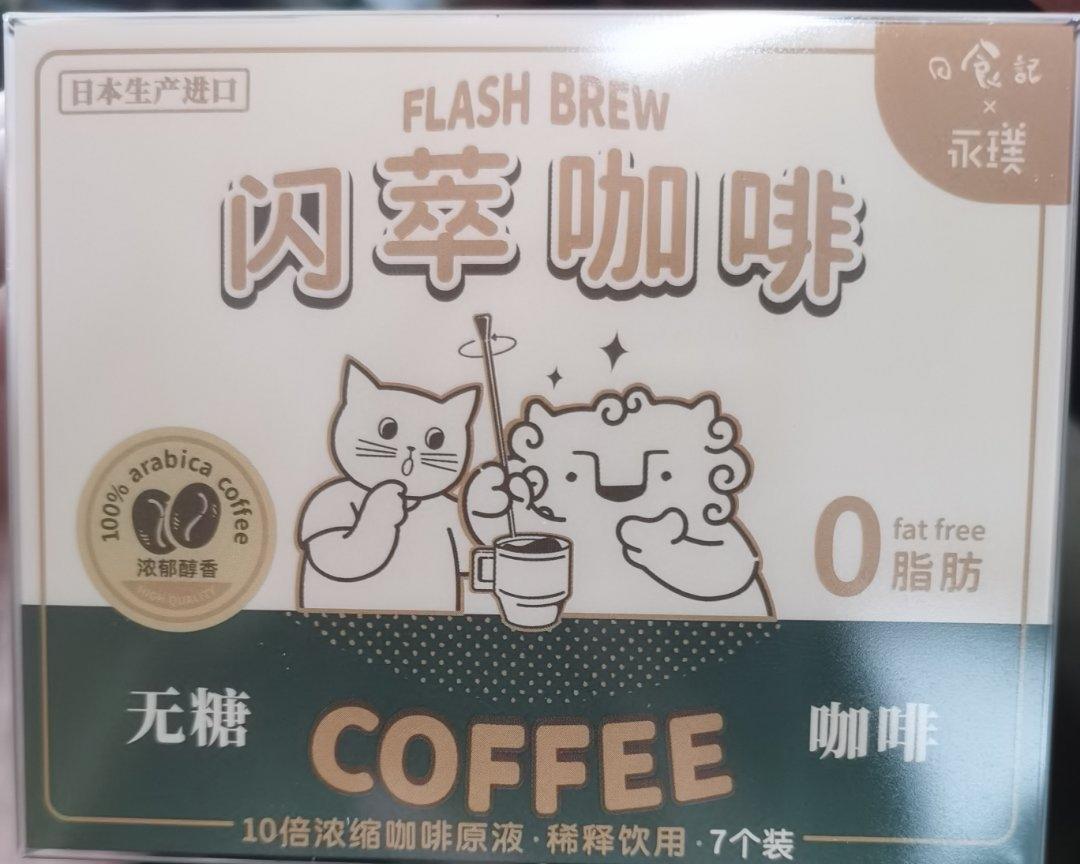 日本生产进口
日食記
×
永璞
FLASH BREW
闪萃咖啡
100% arabica coffee
浓郁醇香
HIGH QUALITY
0
fat free
脂肪
无糖
COFFEE
咖啡
10倍浓缩咖啡原液·稀释饮用·7个装